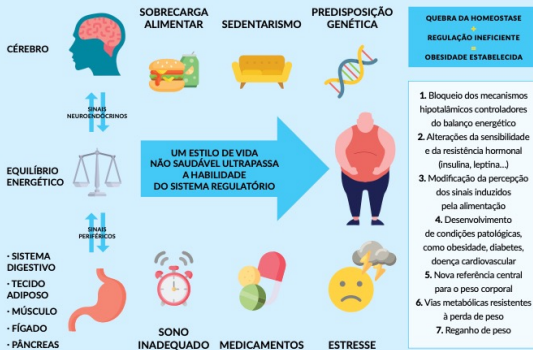 SOBRECARGA
ALIMENTAR
SEDENTARISMO
PREDISPOSIÇÃO
GENÉTICA
CÉREBRO
SINAIS
NEUROENDÓCRINOS
EQUILÍBRIO
ENERGÉTICO
UM ESTILO DE VIDA
NÃO SAUDÁVEL ULTRAPASSA
A HABILIDADE
DO SISTEMA REGULATÓRIO
SINAIS
PERIFÉRICOS
· SISTEMA
DIGESTIVO
· TECIDO
ADIPOSO
· MÚSCULO
· FÍGADO
· PÂNCREAS
SONO
INADEQUADO
MEDICAMENTOS
ESTRESSE
QUEBRA DA HOMEOSTASE
+
REGULAÇÃO INEFICIENTE
=
OBESIDADE ESTABELECIDA
1. Bloqueio dos mecanismos
hipotalâmicos controladores
do balanço energético
2. Alterações da sensibilidade
e da resistência hormonal
(insulina, leptina...)
3. Modificação da percepção
dos sinais induzidos
pela alimentação
4. Desenvolvimento
de condições patológicas,
como obesidade, diabetes,
doença cardiovascular
5. Nova referência central
para o peso corporal
6. Vias metabólicas resistentes
à perda de peso
7. Reganho de peso